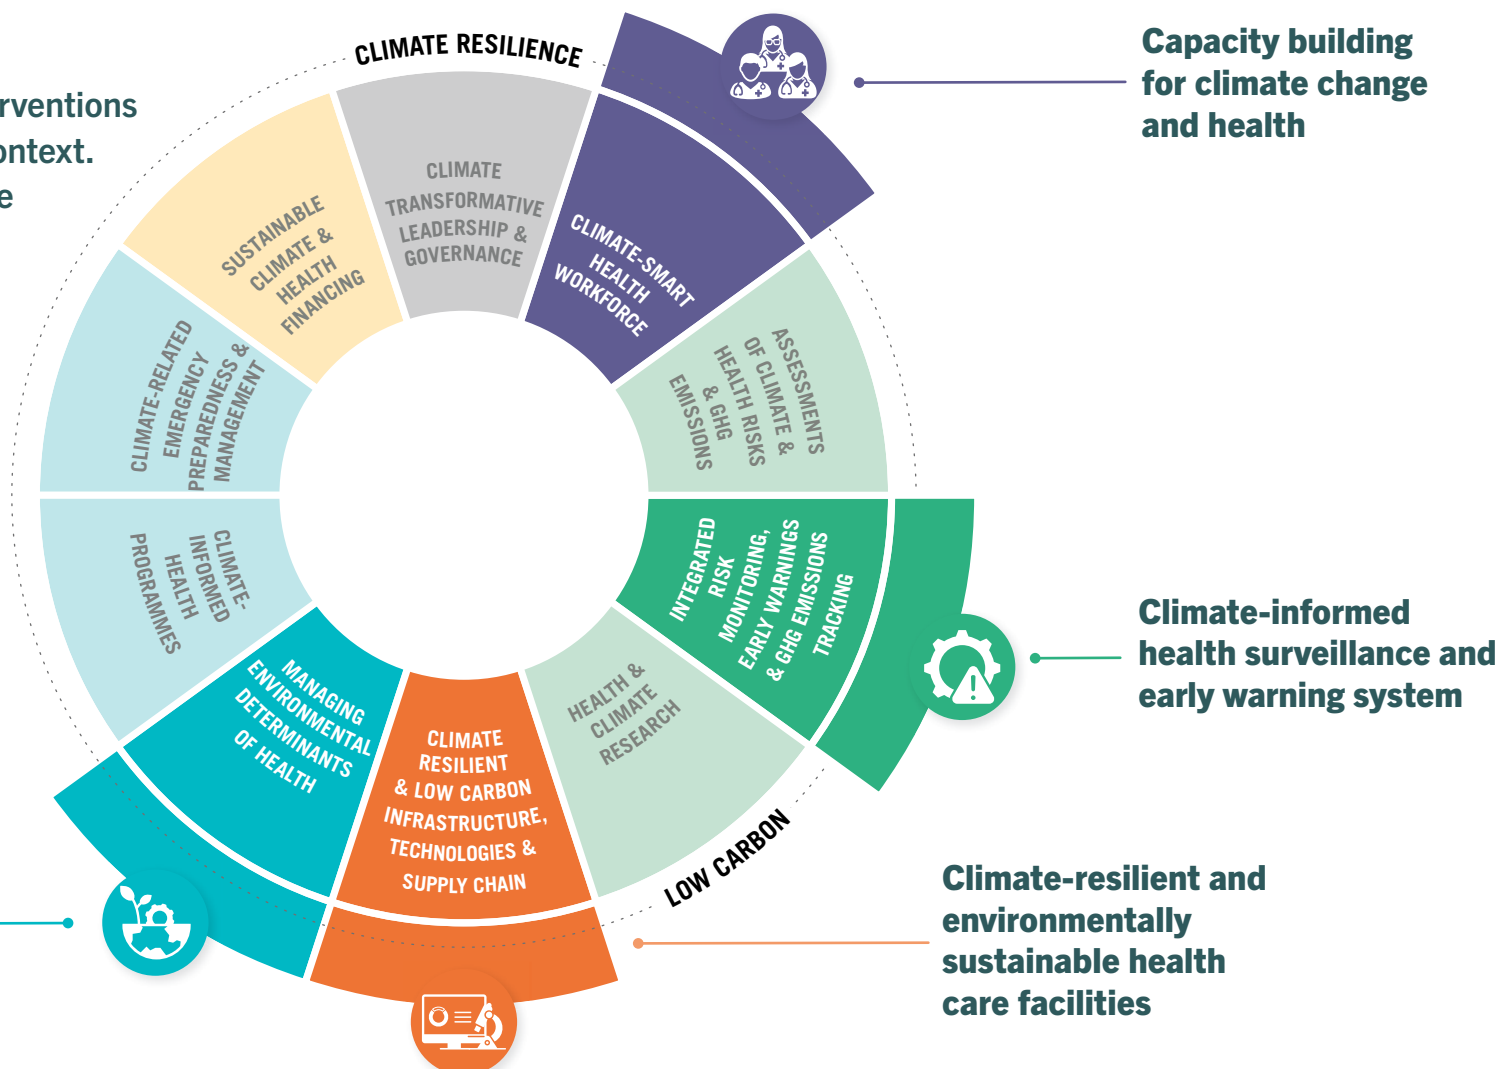 CLIMATE RESILIENCE
Capacity building
for climate change
and health
rventions
ontext.
e
CLIMATE
TRANSFORMATIVE
LEADERSHIP &
GOVERNANCE
CLIMATE-SMART
HEALTH
WORKFORCE
ASSESSMENTS
OF CLIMATE &
HEALTH RISKS
& GHG
EMISSIONS
INTEGRATED
RISK
MONITORING,
EARLY WARNINGS
& GHG EMISSIONS
TRACKING
Climate-informed
health surveillance and
early warning system
HEALTH &
CLIMATE
RESEARCH
LOW CARBON
CLIMATE
RESILIENT
& LOW CARBON
INFRASTRUCTURE,
TECHNOLOGIES &
SUPPLY CHAIN
Climate-resilient and
environmentally
sustainable health
care facilities
MANAGING
ENVIRONMENTAL
DETERMINANTS
OF HEALTH
CLIMATE-
INFORMED
HEALTH
PROGRAMMES
CLIMATE-RELATED
EMERGENCY
PREPAREDNESS &
MANAGEMENT
SUSTAINABLE
CLIMATE &
HEALTH
FINANCING